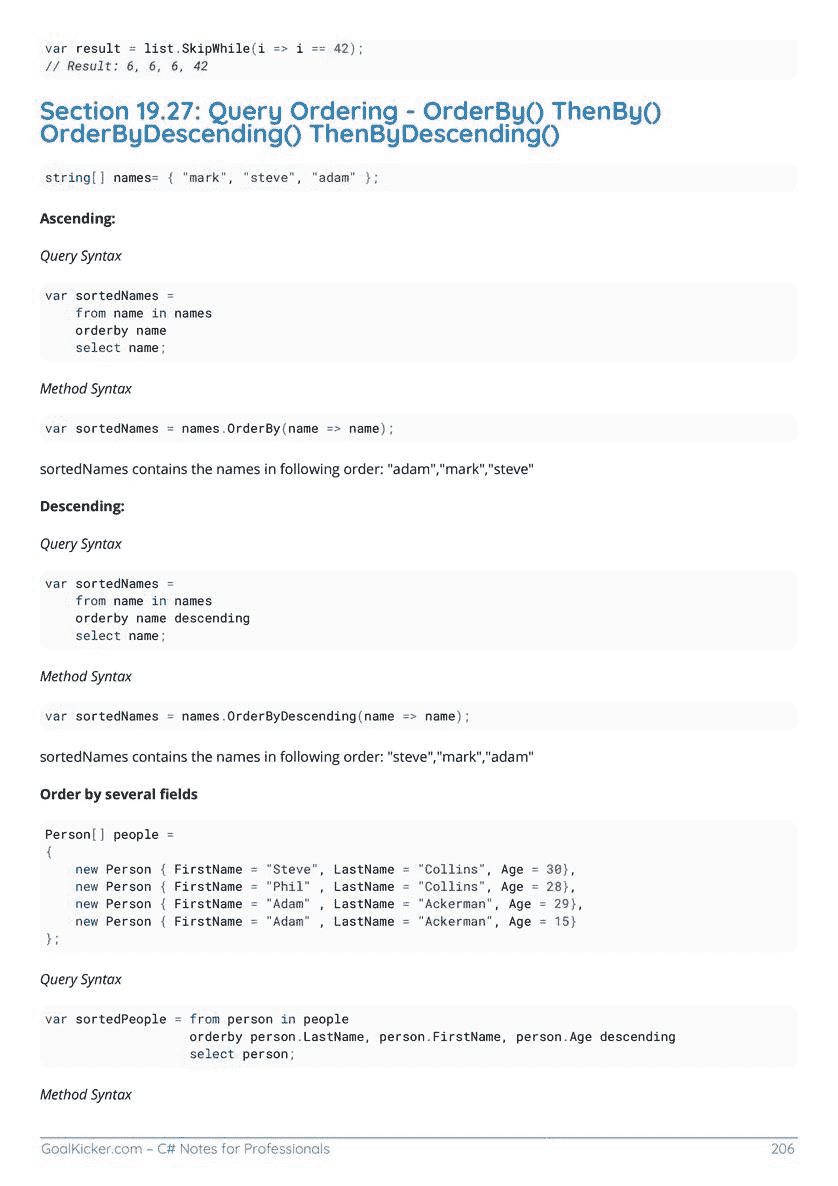 var result = list.SkipWhile(i => i == 42);
// Result: 6, 6, 6, 42
Section 19.27: Query Ordering - OrderBy() ThenBy()
OrderByDescending() ThenByDescending()
string[] names= { "mark", "steve", "adam" };
Ascending:
Query Syntax
var sortedNames =
    from name in names
    orderby name
    select name;
Method Syntax
var sortedNames = names.OrderBy(name => name);
sortedNames contains the names in following order: "adam","mark","steve"
Descending:
Query Syntax
var sortedNames =
    from name in names
    orderby name descending
    select name;
Method Syntax
var sortedNames = names.OrderByDescending(name => name);
sortedNames contains the names in following order: "steve","mark","adam"
Order by several fields
Person[] people =
{
    new Person { FirstName = "Steve", LastName = "Collins", Age = 30},
    new Person { FirstName = "Phil" , LastName = "Collins", Age = 28},
    new Person { FirstName = "Adam" , LastName = "Ackerman", Age = 29},
    new Person { FirstName = "Adam" , LastName = "Ackerman", Age = 15}
};
Query Syntax
var sortedPeople = from person in people
                   orderby person.LastName, person.FirstName, person.Age descending
                   select person;
Method Syntax
GoalKicker.com – C# Notes for Professionals 206